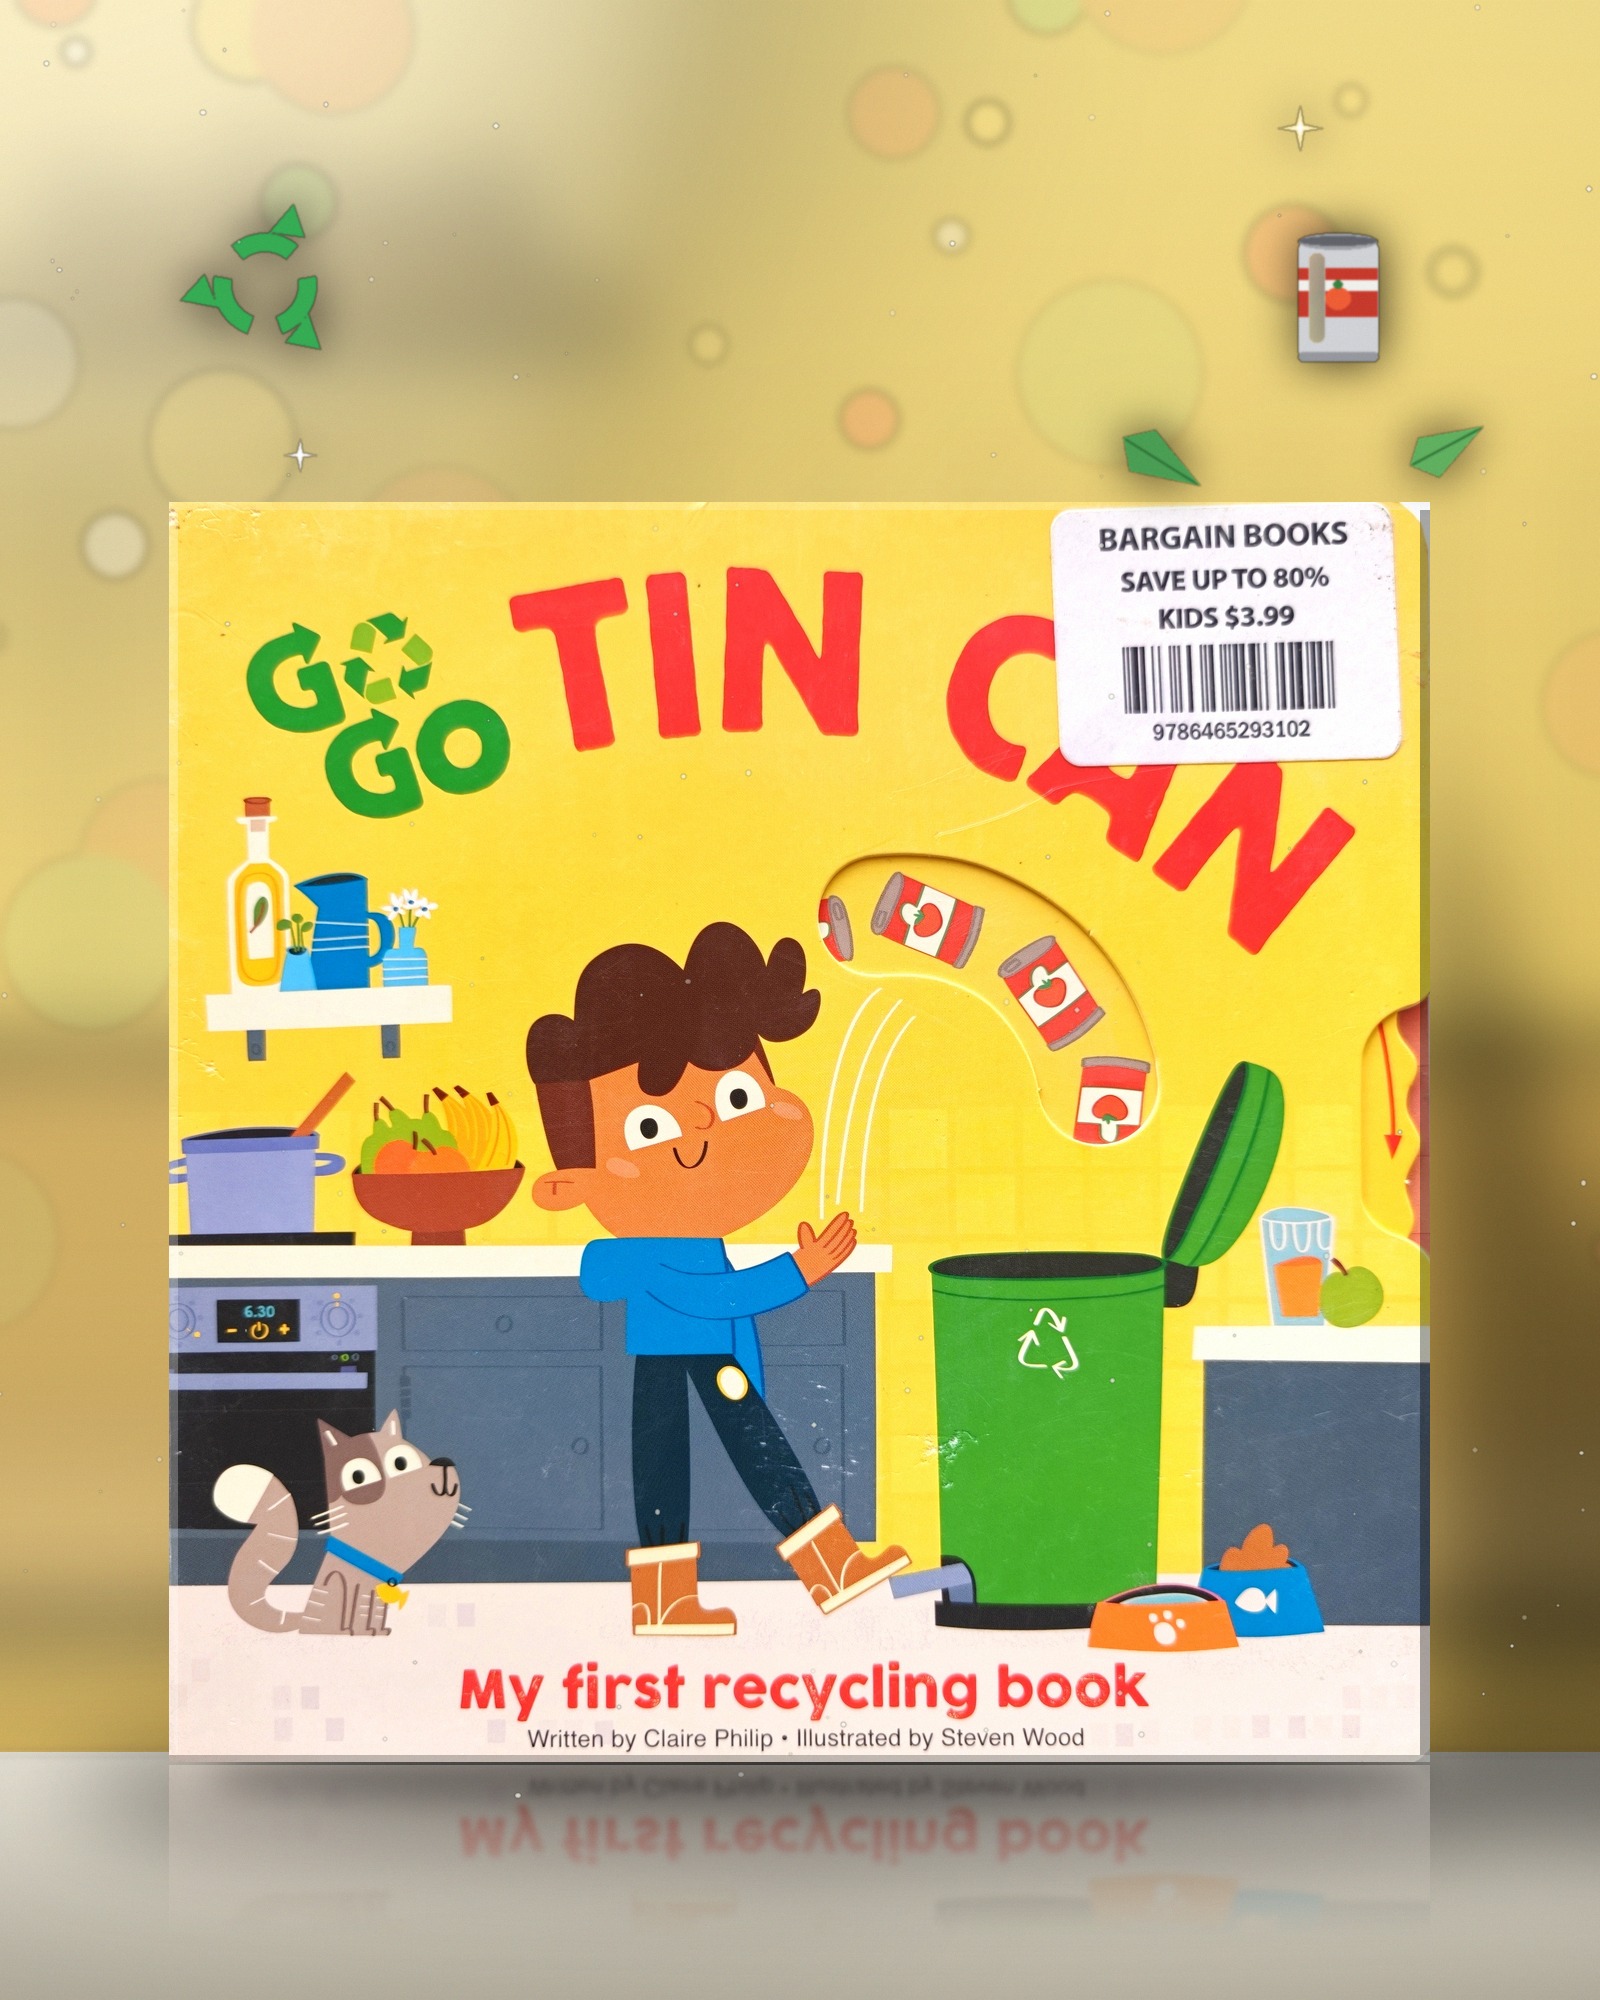 GO
GO
TIN CAN
BARGAIN BOOKS
SAVE UP TO 80%
KIDS $3.99
9786465293102
6.30
My first recycling book
Written by Claire Philip • Illustrated by Steven Wood